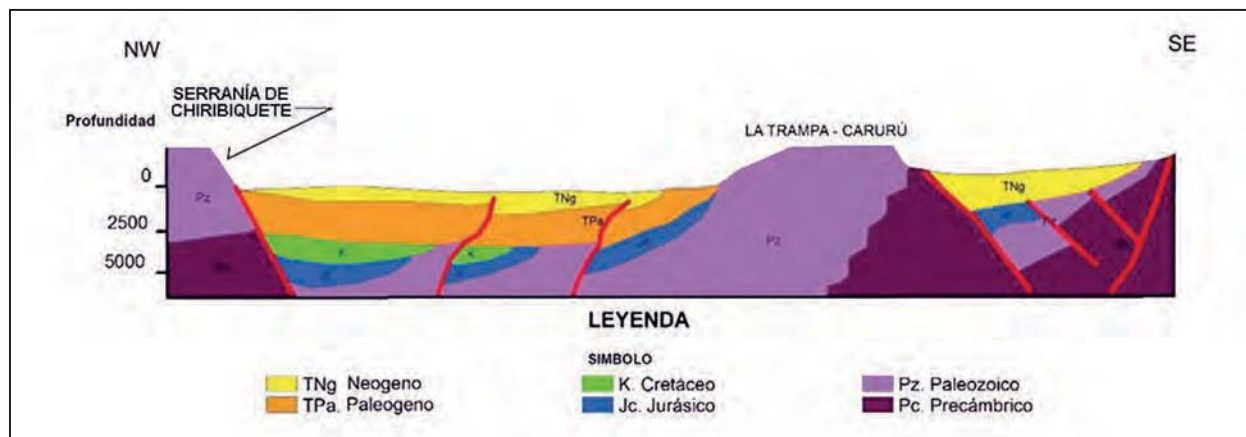 NW
SE
SERRANÍA DE
CHIRIBIQUETE
Profundidad
LA TRAMPA - CARURÚ
0
2500
5000
Pz
TNg
TPa
K
K
Pz
TNg
LEYENDA
SIMBOLO
TNg Neogeno
K. Cretáceo
Pz. Paleozoico
TPa. Paleogeno
Jc. Jurásico
Pc. Precámbrico